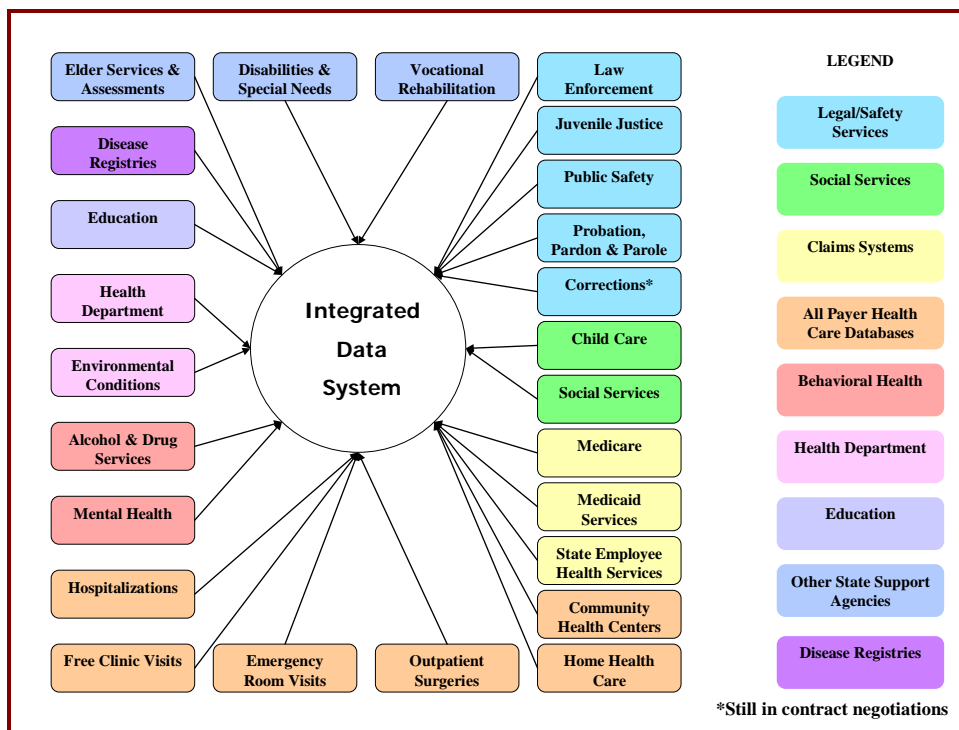 Elder Services &
Assessments
Disabilities &
Special Needs
Vocational
Rehabilitation
Law
Enforcement
LEGEND
Disease
Registries
Juvenile Justice
Legal/Safety
Services
Education
Public Safety
Social Services
Probation,
Pardon & Parole
Claims Systems
Health
Department
Corrections*
Integrated
Data
System
All Payer Health
Care Databases
Environmental
Conditions
Child Care
Behavioral Health
Social Services
Alcohol & Drug
Services
Medicare
Health Department
Mental Health
Medicaid
Services
Education
State Employee
Health Services
Hospitalizations
Community
Health Centers
Other State Support
Agencies
Free Clinic Visits
Emergency
Room Visits
Outpatient
Surgeries
Home Health
Care
Disease Registries
*Still in contract negotiations